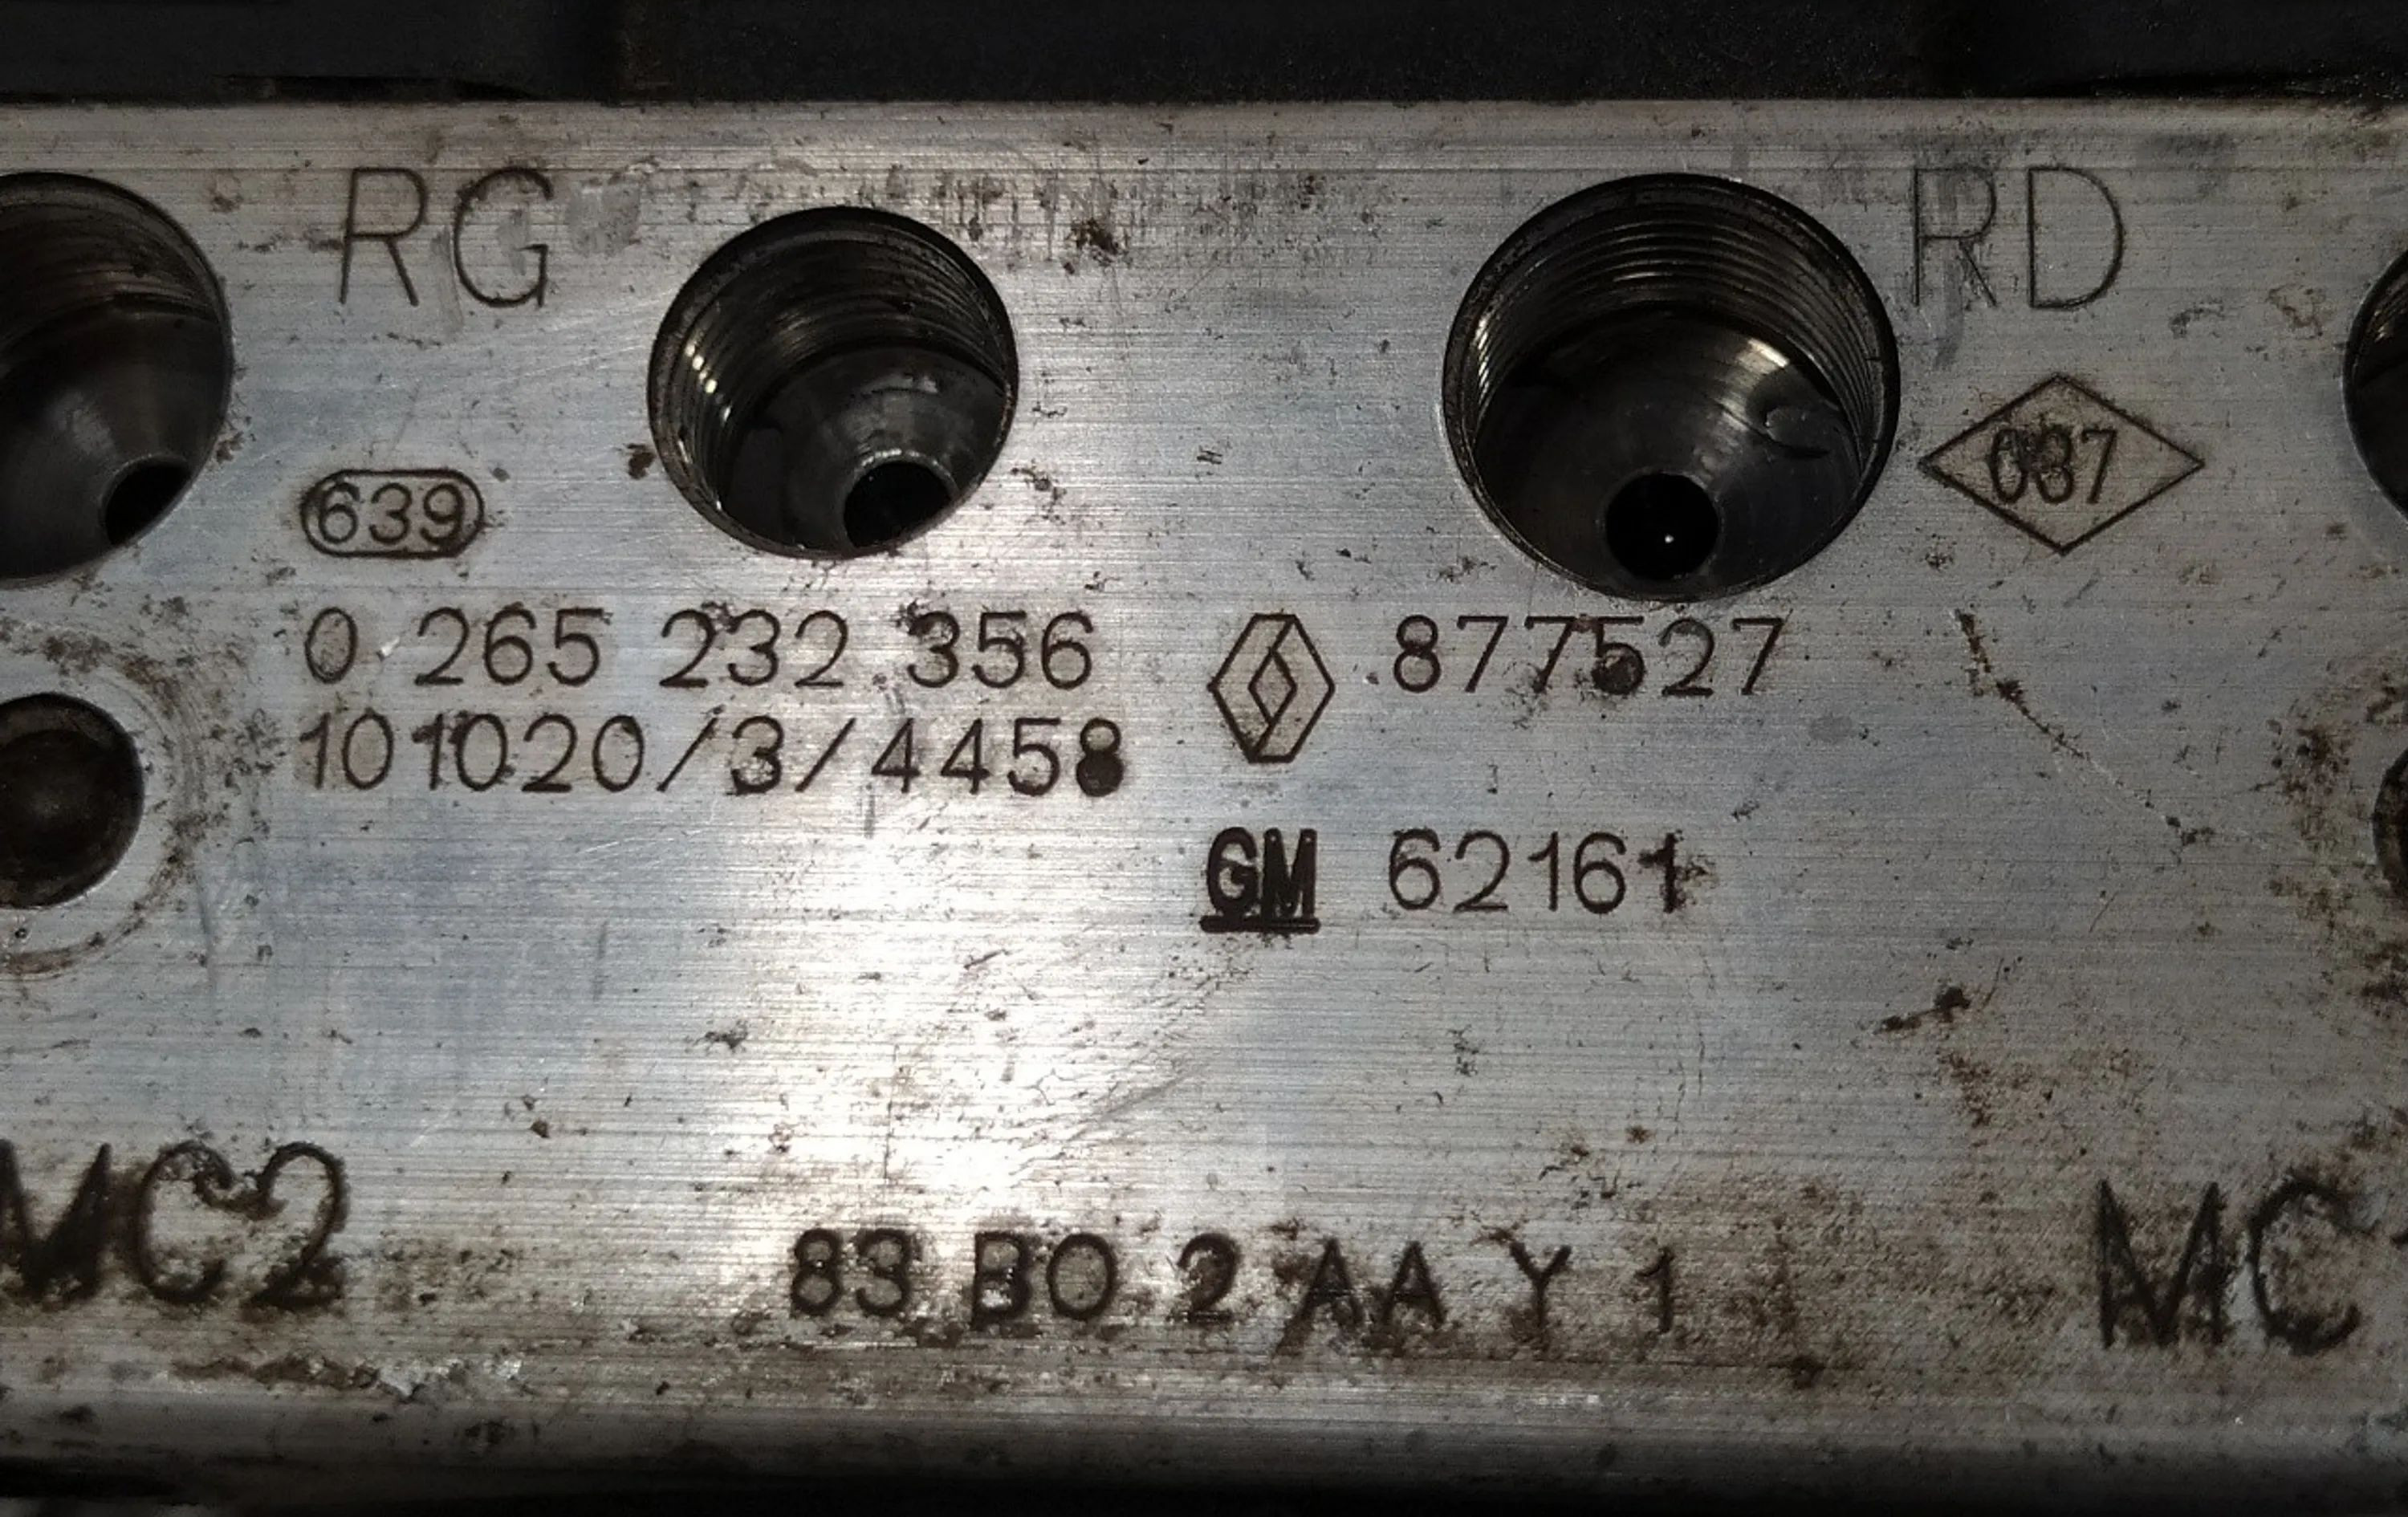 RG
RD
639
037
0 265 232 356
877527
101020/3/4458
GM 62161
MC2
83 BO 2 AA Y 1
MC